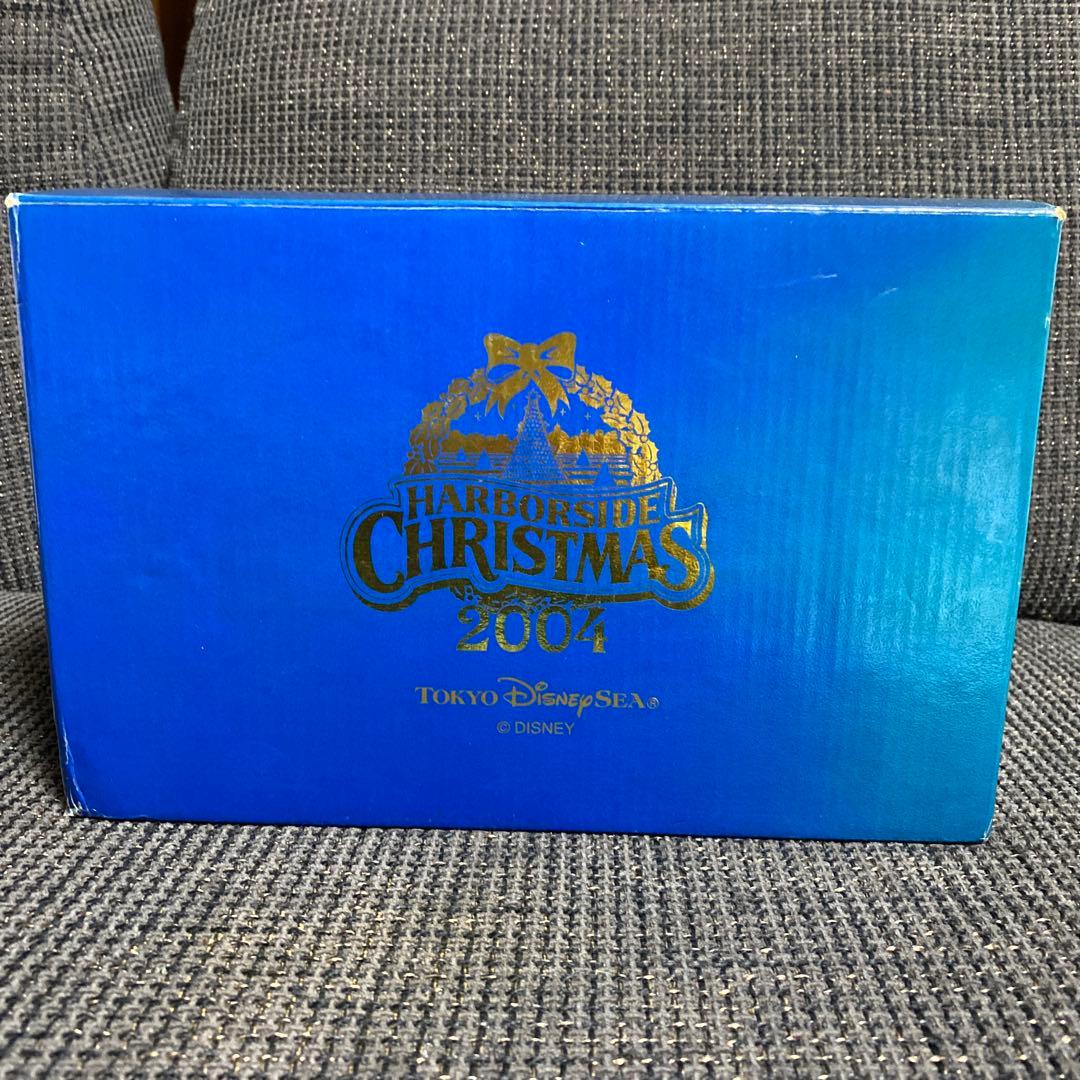 HARBORSIDE
CHRISTMAS
2004
TOKYO DISNEYSEA®
© DISNEY